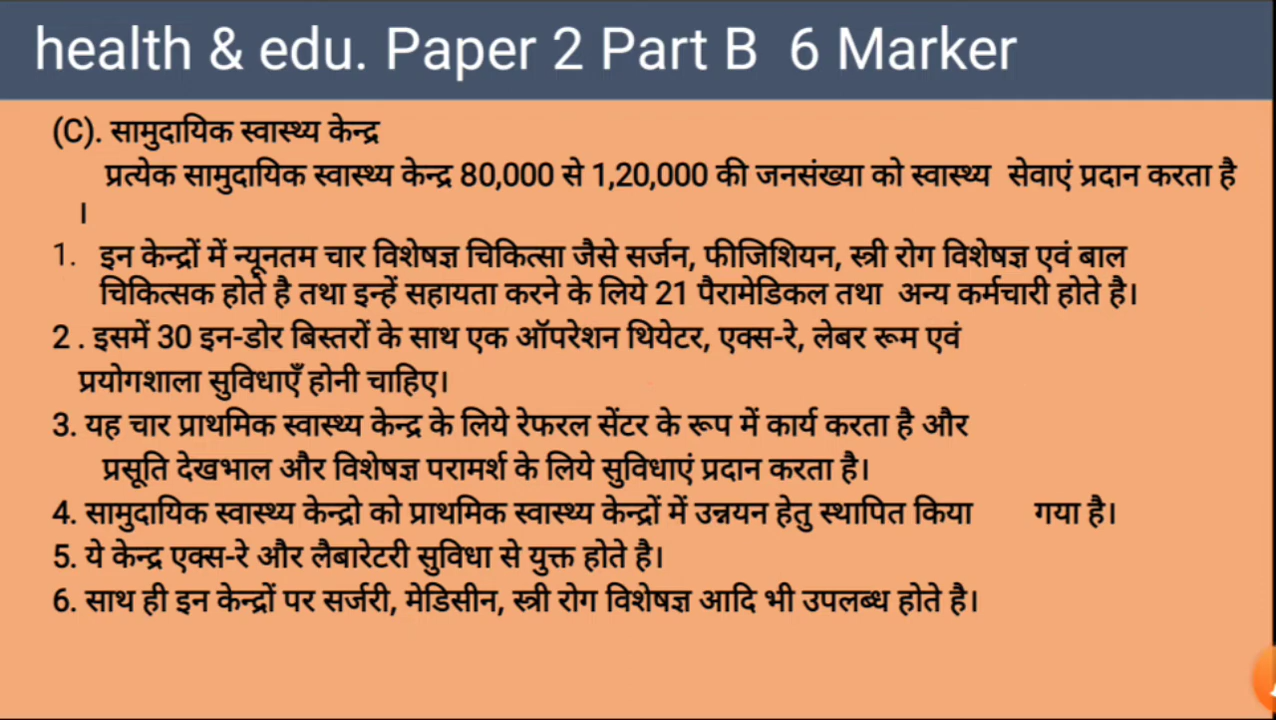 health & edu. Paper 2 Part B 6 Marker
(C). सामुदायिक स्वास्थ्य केन्द्र
प्रत्येक सामुदायिक स्वास्थ्य केन्द्र 80,000 से 1,20,000 की जनसंख्या को स्वास्थ्य सेवाएं प्रदान करता है
।
1. इन केन्द्रों में न्यूनतम चार विशेषज्ञ चिकित्सा जैसे सर्जन, फीजिशियन, स्त्री रोग विशेषज्ञ एवं बाल
चिकित्सक होते है तथा इन्हें सहायता करने के लिये 21 पैरामेडिकल तथा अन्य कर्मचारी होते है।
2 . इसमें 30 इन-डोर बिस्तरों के साथ एक ऑपरेशन थियेटर, एक्स-रे, लेबर रूम एवं
प्रयोगशाला सुविधाएँ होनी चाहिए।
3. यह चार प्राथमिक स्वास्थ्य केन्द्र के लिये रेफरल सेंटर के रूप में कार्य करता है और
प्रसूति देखभाल और विशेषज्ञ परामर्श के लिये सुविधाएं प्रदान करता है।
4. सामुदायिक स्वास्थ्य केन्द्रो को प्राथमिक स्वास्थ्य केन्द्रों में उन्नयन हेतु स्थापित किया गया है।
5. ये केन्द्र एक्स-रे और लैबारेटरी सुविधा से युक्त होते है।
6. साथ ही इन केन्द्रों पर सर्जरी, मेडिसीन, स्त्री रोग विशेषज्ञ आदि भी उपलब्ध होते है।